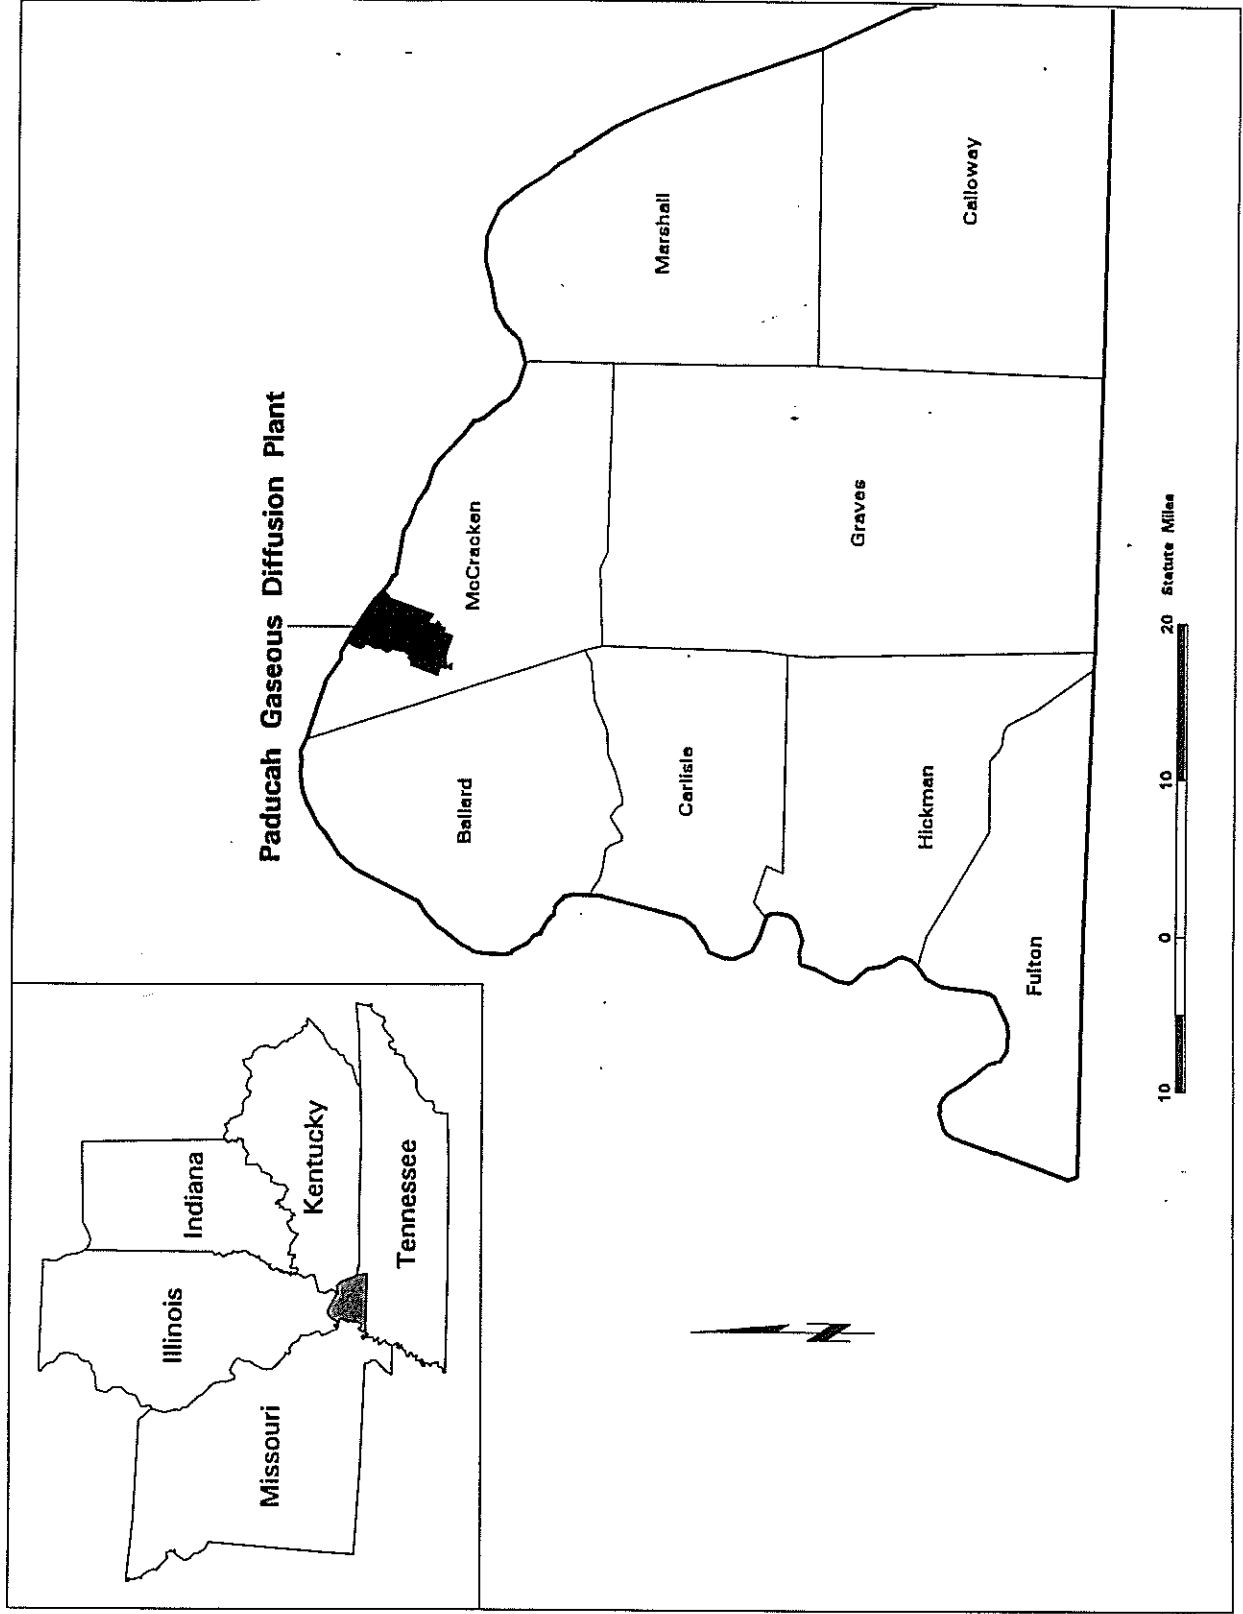 Illinois
Indiana
Missouri
Kentucky
Tennessee
Paducah Gaseous Diffusion Plant
Ballard
McCracken
Marshall
Carlisle
Graves
Calloway
Hickman
Fulton
N
10 0 10 20 Statute Miles